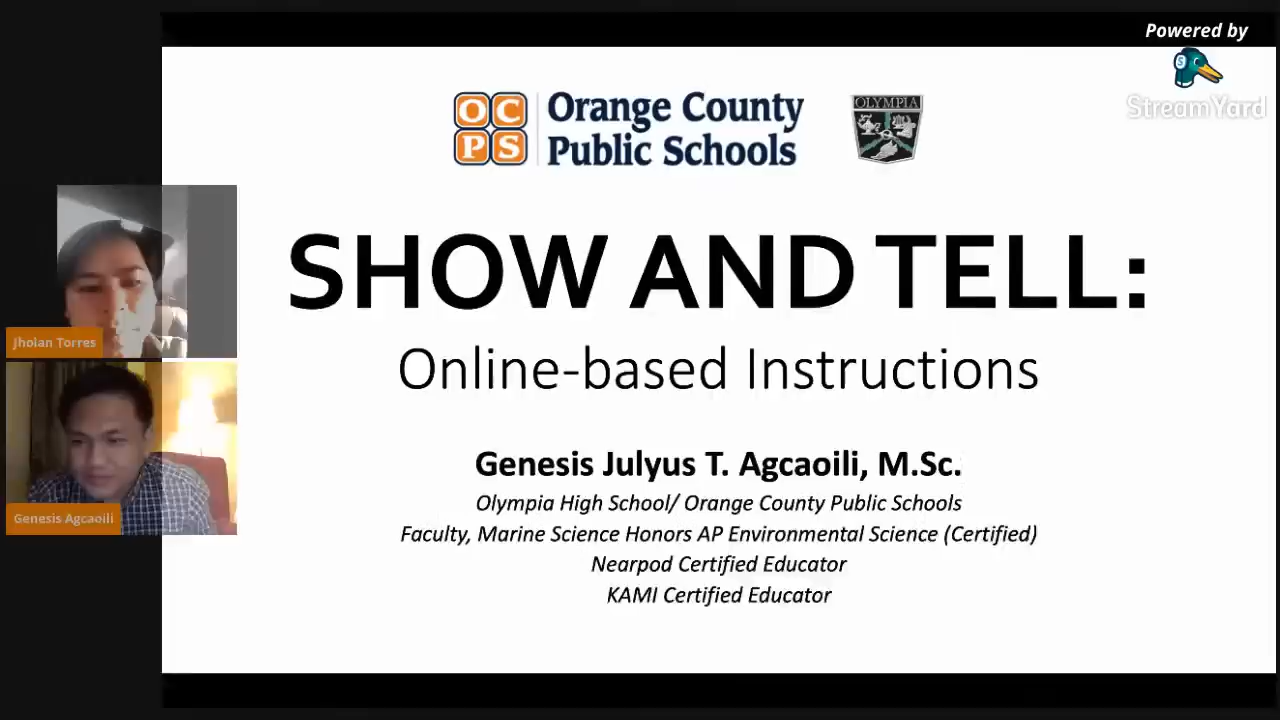 Powered by
StreamYard
OC
PS
Orange County
Public Schools
OLYMPIA
SHOW AND TELL:
Online-based Instructions
Jholan Torres
Genesis Agcaoili
Genesis Julyus T. Agcaoili, M.Sc.
Olympia High School/ Orange County Public Schools
Faculty, Marine Science Honors AP Environmental Science (Certified)
Nearpod Certified Educator
KAMI Certified Educator